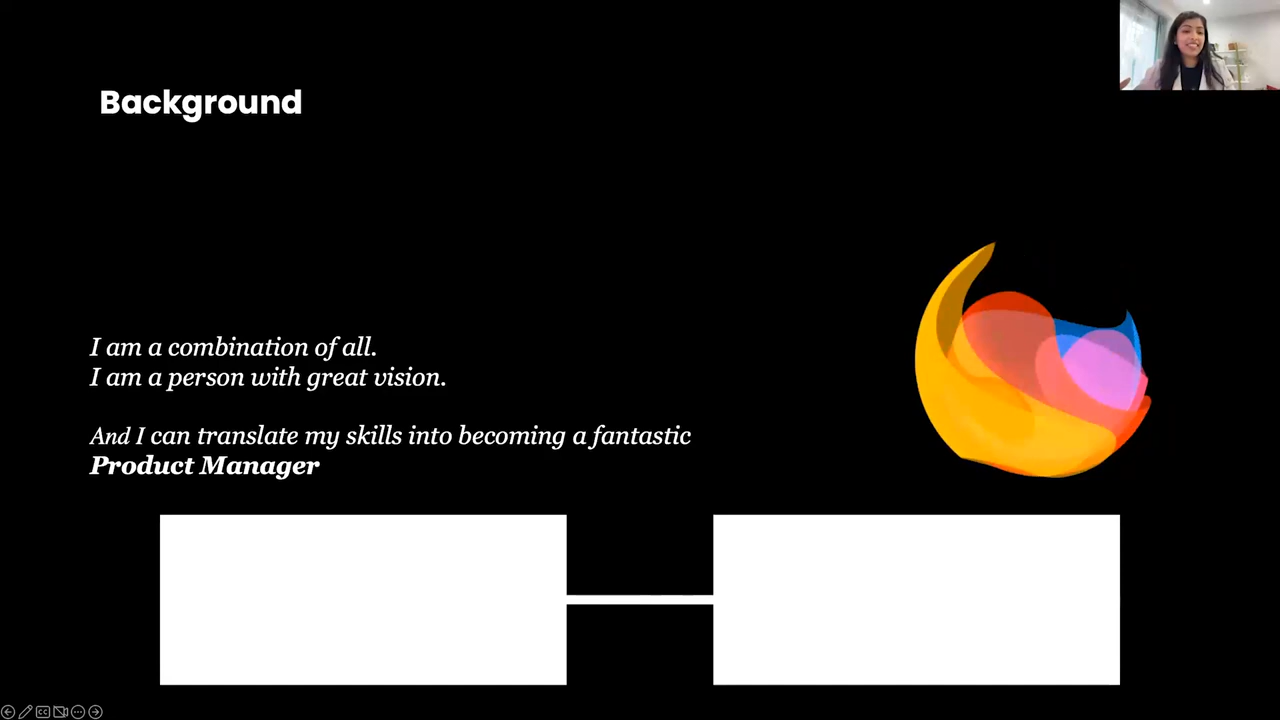 Background
I am a combination of all.
I am a person with great vision.
And I can translate my skills into becoming a fantastic
Product Manager